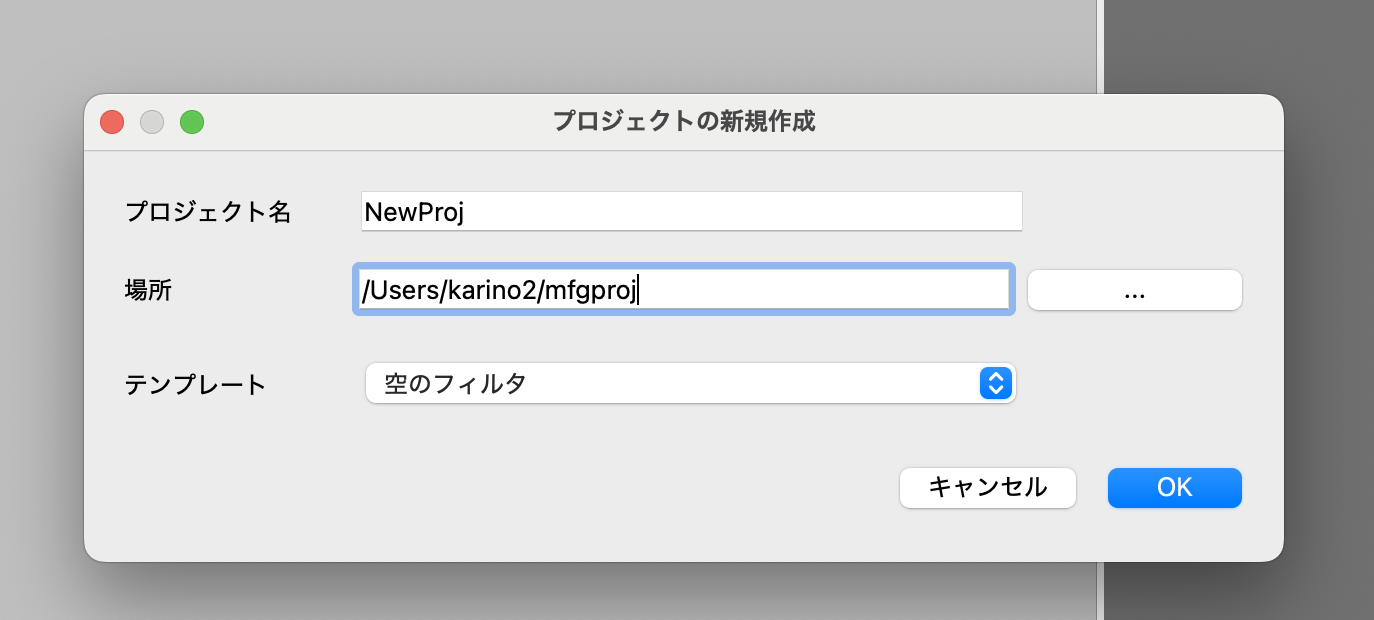 プロジェクトの新規作成
プロジェクト名 NewProj
場所 /Users/karino2/mfgproj ...
テンプレート 空のフィルタ
キャンセル OK